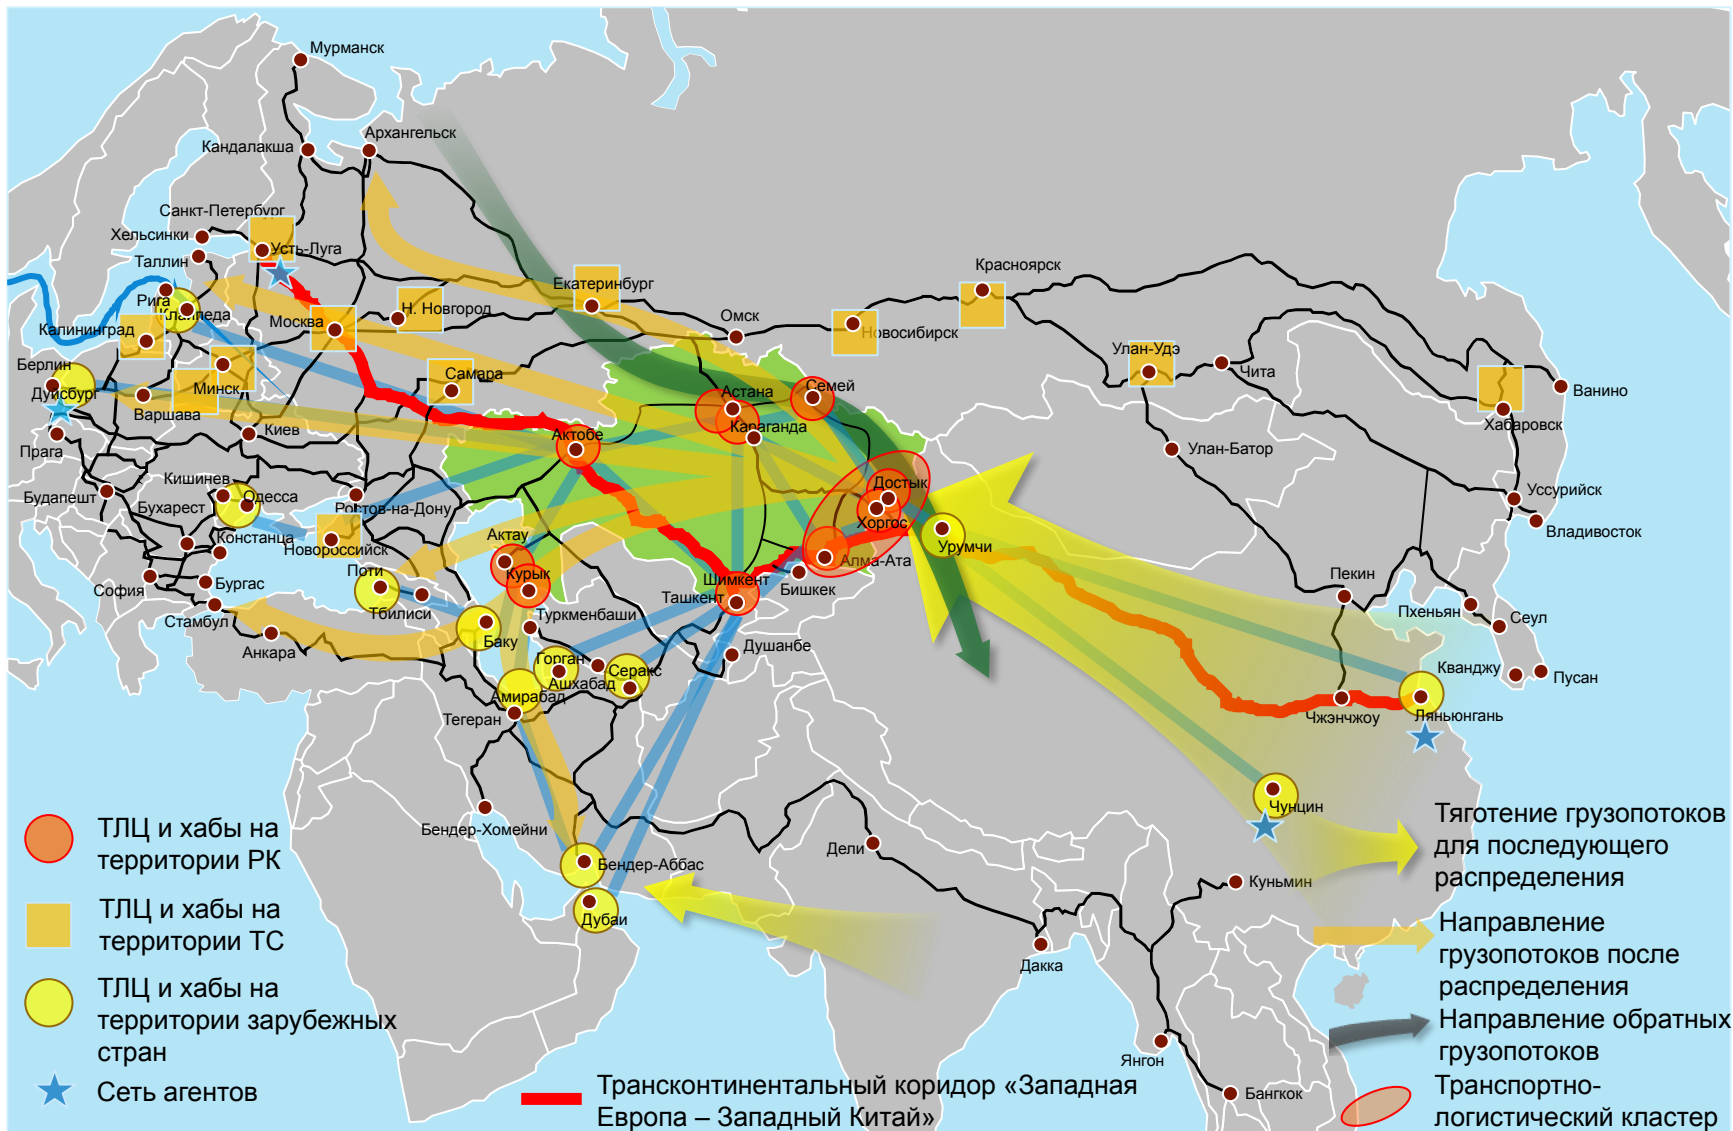 Мурманск
Архангельск
Кандалакша
Санкт-Петербург
Хельсинки
Усть-Луга
Таллин
Екатеринбург
Красноярск
Рига
Клайпеда
Н. Новгород
Калининград
Москва
Омск
Новосибирск
Улан-Удэ
Чита
Берлин
Самара
Дуйсбург
Минск
Астана
Семей
Ванино
Варшава
Хабаровск
Киев
Актобе
Караганда
Прага
Улан-Батор
Кишинев
Достык
Будапешт
Одесса
Уссурийск
Бухарест
Ростов-на-Дону
Хоргос
Владивосток
Констанца
Новороссийск
Актау
Урумчи
Алма-Ата
Поти
Курык
Шимкент
Бишкек
Пекин
София
Бургас
Ташкент
Тбилиси
Туркменбаши
Пхеньян
Сеул
Стамбул
Баку
Анкара
Душанбе
Горган
Серакс
Кванджу
Ашхабад
Пусан
Амирабад
Тегеран
Чжэнчжоу
Ляньюнгань
Чунцин
Бендер-Хомейни
Дели
Бендер-Аббас
Куньмин
Дубаи
Дакка
Янгон
Бангкок
ТЛЦ и хабы на
территории РК
ТЛЦ и хабы на
территории ТС
ТЛЦ и хабы на
территории зарубежных
стран
Сеть агентов
Трансконтинентальный коридор «Западная
Европа – Западный Китай»
Тяготение грузопотоков
для последующего
распределения
Направление
грузопотоков после
распределения
Направление обратных
грузопотоков
Транспортно-
логистический кластер